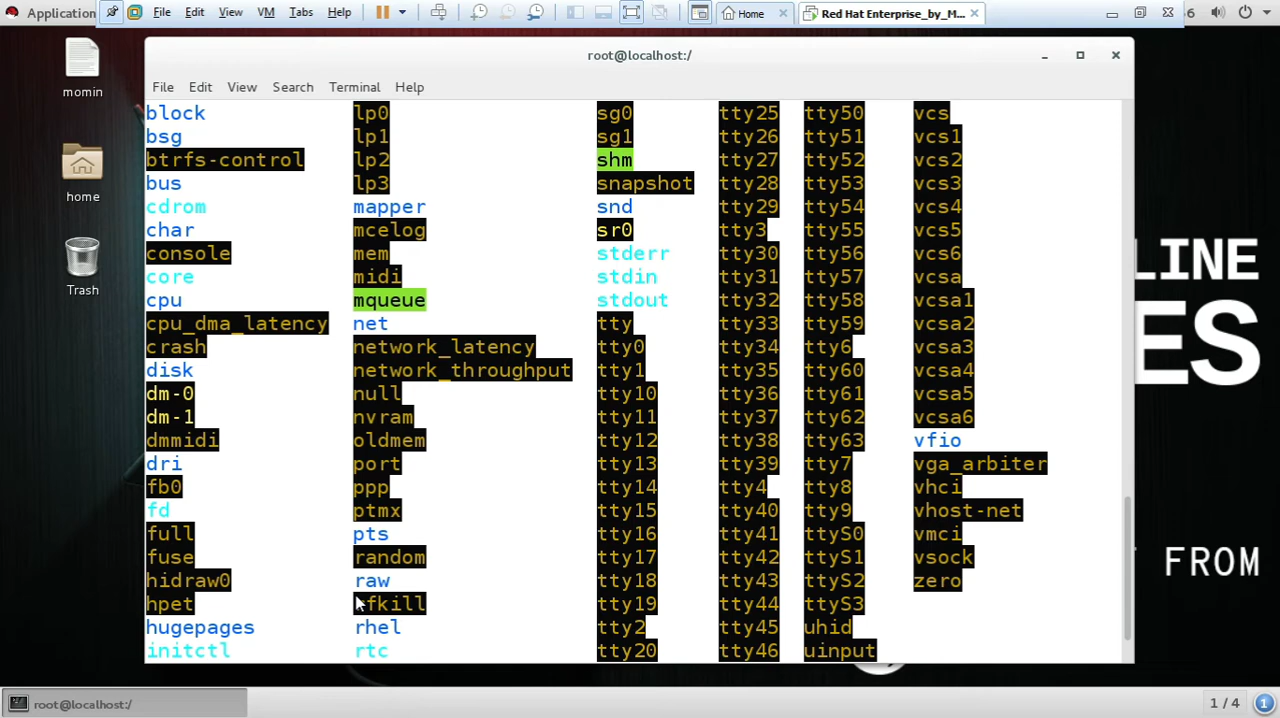 Application File Edit View VM Tabs Help Home Red Hat Enterprise_by_M... 6
momin
home
Trash
root@localhost:/
File Edit View Search Terminal Help
block lp0 sg0 tty25 tty50 vcs
bsg lp1 sg1 tty26 tty51 vcs1
btrfs-control lp2 shm tty27 tty52 vcs2
bus lp3 snapshot tty28 tty53 vcs3
cdrom mapper snd tty29 tty54 vcs4
char mcelog sr0 tty3 tty55 vcs5
console mem stderr tty30 tty56 vcs6
core midi stdin tty31 tty57 vcsa
cpu mqueue stdout tty32 tty58 vcsa1
cpu_dma_latency net tty tty33 tty59 vcsa2
crash network_latency tty0 tty34 tty6 vcsa3
disk network_throughput tty1 tty35 tty60 vcsa4
dm-0 null tty10 tty36 tty61 vcsa5
dm-1 nvram tty11 tty37 tty62 vcsa6
dmmidi oldmem tty12 tty38 tty63 vfio
dri port tty13 tty39 tty7 vga_arbiter
fb0 ppp tty14 tty4 tty8 vhci
fd ptmx tty15 tty40 tty9 vhost-net
full pts tty16 tty41 ttyS0 vmci
fuse random tty17 tty42 ttyS1 vsock
hidraw0 raw tty18 tty43 ttyS2 zero
hpet fkill tty19 tty44 ttyS3
hugepages rhel tty2 tty45 uhid
initctl rtc tty20 tty46 uinput
LINE
ES
FROM
root@localhost:/ 1 / 4 1